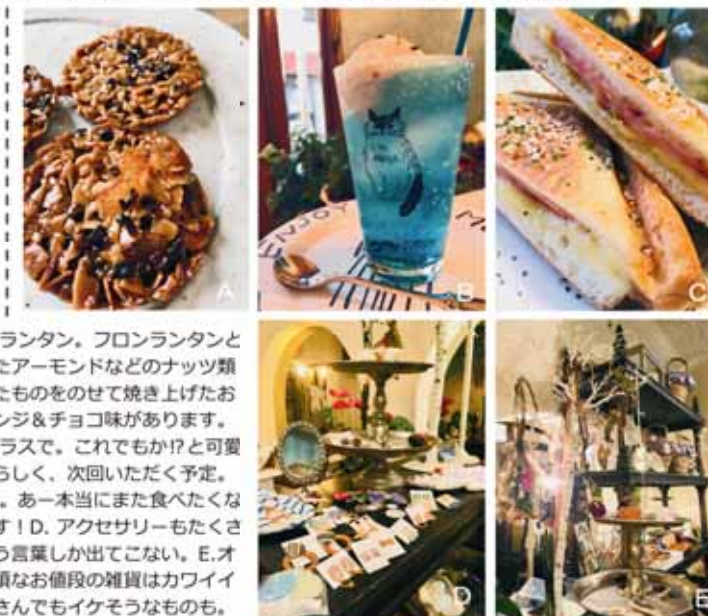 A
B
C
ランタン。フロンランタンと
たアーモンドなどのナッツ類
たものをのせて焼き上げたお
ンジ&チョコ味があります。
ラスで。これでもか!?と可愛
らしく、次回いただく予定。
。あー本当にまた食べたくな
す!D. アクセサリーもたくさ
う言葉しか出てこない。E.オ
頃なお値段の雑貨はカワイイ
さんでもイケそうなものも。
D
E